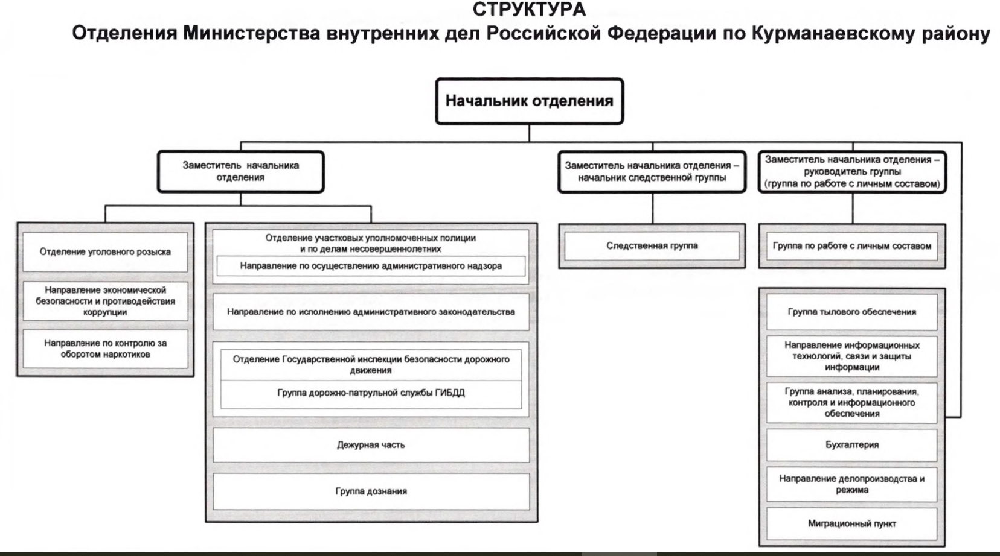 СТРУКТУРА
Отделения Министерства внутренних дел Российской Федерации по Курманаевскому району
Начальник отделения
Заместитель начальника
отделения
Заместитель начальника отделения –
начальник следственной группы
Заместитель начальника отделения –
руководитель группы
(группа по работе с личным составом)
Отделение уголовного розыска
Направление экономической
безопасности и противодействия
коррупции
Направление по контролю за
оборотом наркотиков
Отделение участковых уполномоченных полиции
и по делам несовершеннолетних
Направление по осуществлению административного надзора
Направление по исполнению административного законодательства
Отделение Государственной инспекции безопасности дорожного
движения
Группа дорожно-патрульной службы ГИБДД
Дежурная часть
Группа дознания
Следственная группа
Группа по работе с личным составом
Группа тылового обеспечения
Направление информационных
технологий, связи и защиты
информации
Группа анализа, планирования,
контроля и информационного
обеспечения
Бухгалтерия
Направление делопроизводства и
режима
Миграционный пункт